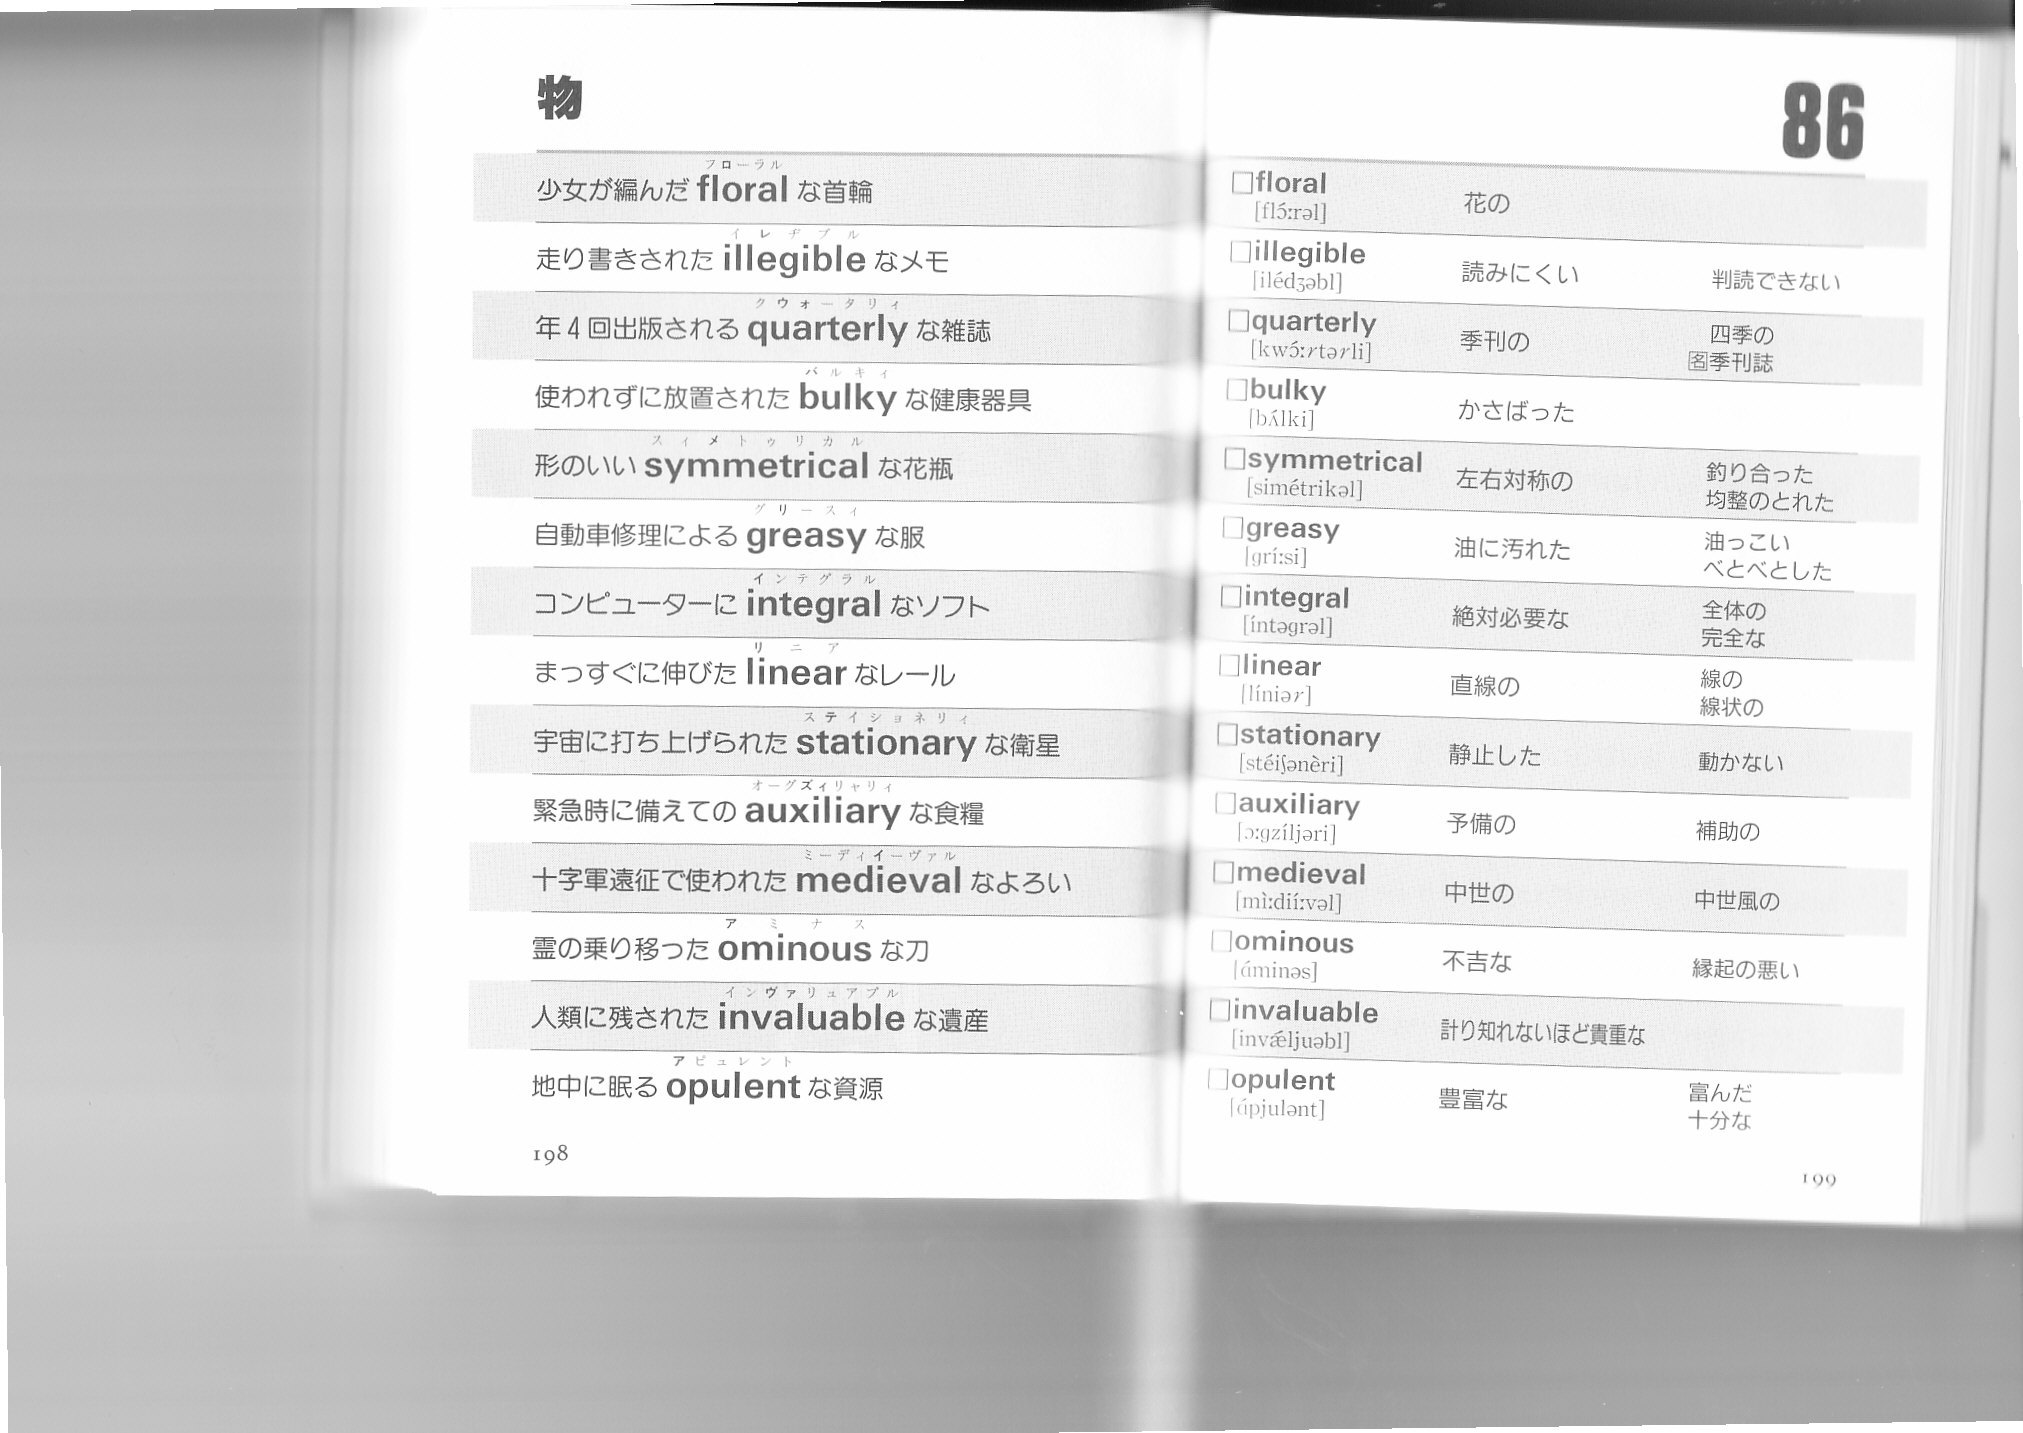 物
フローラル
少女が編んだ floral な首輪
イレヂブル
走り書きされた illegible なメモ
クウォータリィ
年4回出版される quarterly な雑誌
バルキィ
使われずに放置された bulky な健康器具
スィメトゥリカル
形のいい symmetrical な花瓶
グリースィ
自動車修理による greasy な服
インテグラル
コンピューターに integral なソフト
リニア
まっすぐに伸びた linear なレール
ステイショネリィ
宇宙に打ち上げられた stationary な衛星
オーグズィリャリィ
緊急時に備えての auxiliary な食糧
ミーディイーヴァル
十字軍遠征で使われた medieval なよろい
アミナス
霊の乗り移った ominous な刀
インヴァリュアブル
人類に残された invaluable な遺産
アピュレント
地中に眠る opulent な資源
198
86
□floral 花の
[flɔ́ːrəl]
□illegible 読みにくい 判読できない
[ilédʒəbl]
□quarterly 季刊の 四季の
[kwɔ́ːrtərli] 名季刊誌
□bulky かさばった
[bʌ́lki]
□symmetrical 左右対称の 釣り合った
[simétrikəl] 均整のとれた
□greasy 油に汚れた 油っこい
[gríːsi] べとべとした
□integral 絶対必要な 全体の
[íntəgrəl] 完全な
□linear 直線の 線の
[líniər] 線状の
□stationary 静止した 動かない
[stéiʃənèri]
□auxiliary 予備の 補助の
[ɔːgzíljəri]
□medieval 中世の 中世風の
[mìːdiíːvəl]
□ominous 不吉な 縁起の悪い
[ɑ́minəs]
□invaluable 計り知れないほど貴重な
[invǽljuəbl]
□opulent 豊富な 富んだ
[ɑ́pjulənt] 十分な
199